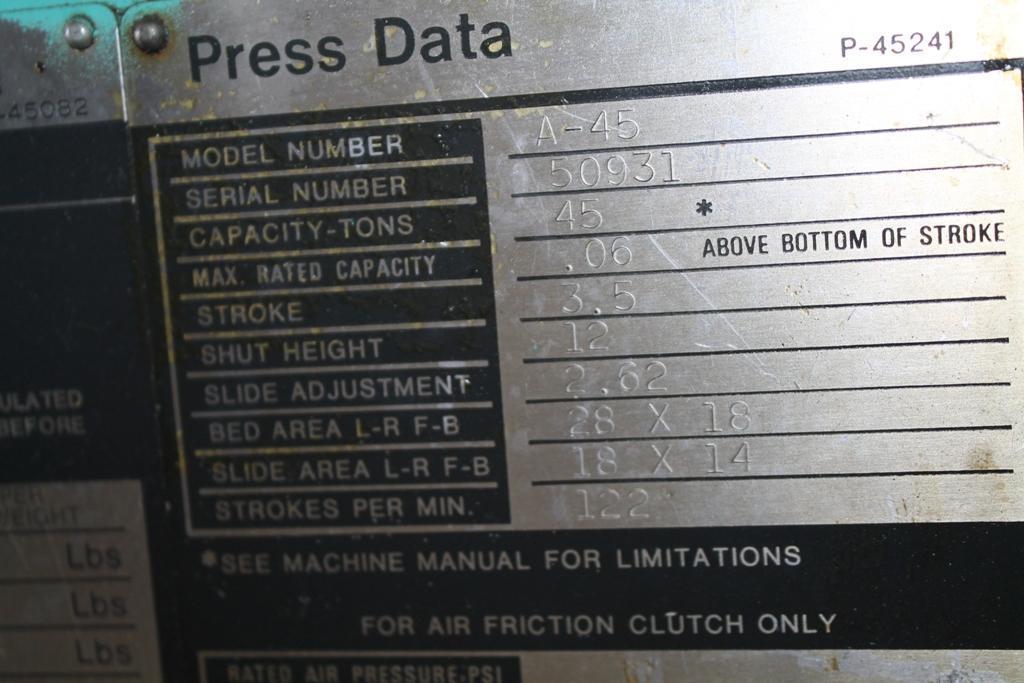 Press Data P-45241
-45082
MODEL NUMBER A-45
SERIAL NUMBER 50931
CAPACITY-TONS 45 *
MAX. RATED CAPACITY .06 ABOVE BOTTOM OF STROKE
STROKE 3.5
SHUT HEIGHT 12
SLIDE ADJUSTMENT 2.62
BED AREA L-R F-B 28 X 18
SLIDE AREA L-R F-B 18 X 14
STROKES PER MIN. 122
*SEE MACHINE MANUAL FOR LIMITATIONS
FOR AIR FRICTION CLUTCH ONLY
RATED AIR PRESSURE, PSI
ULATED
BEFORE
PER
WEIGHT
Lbs
Lbs
Lbs